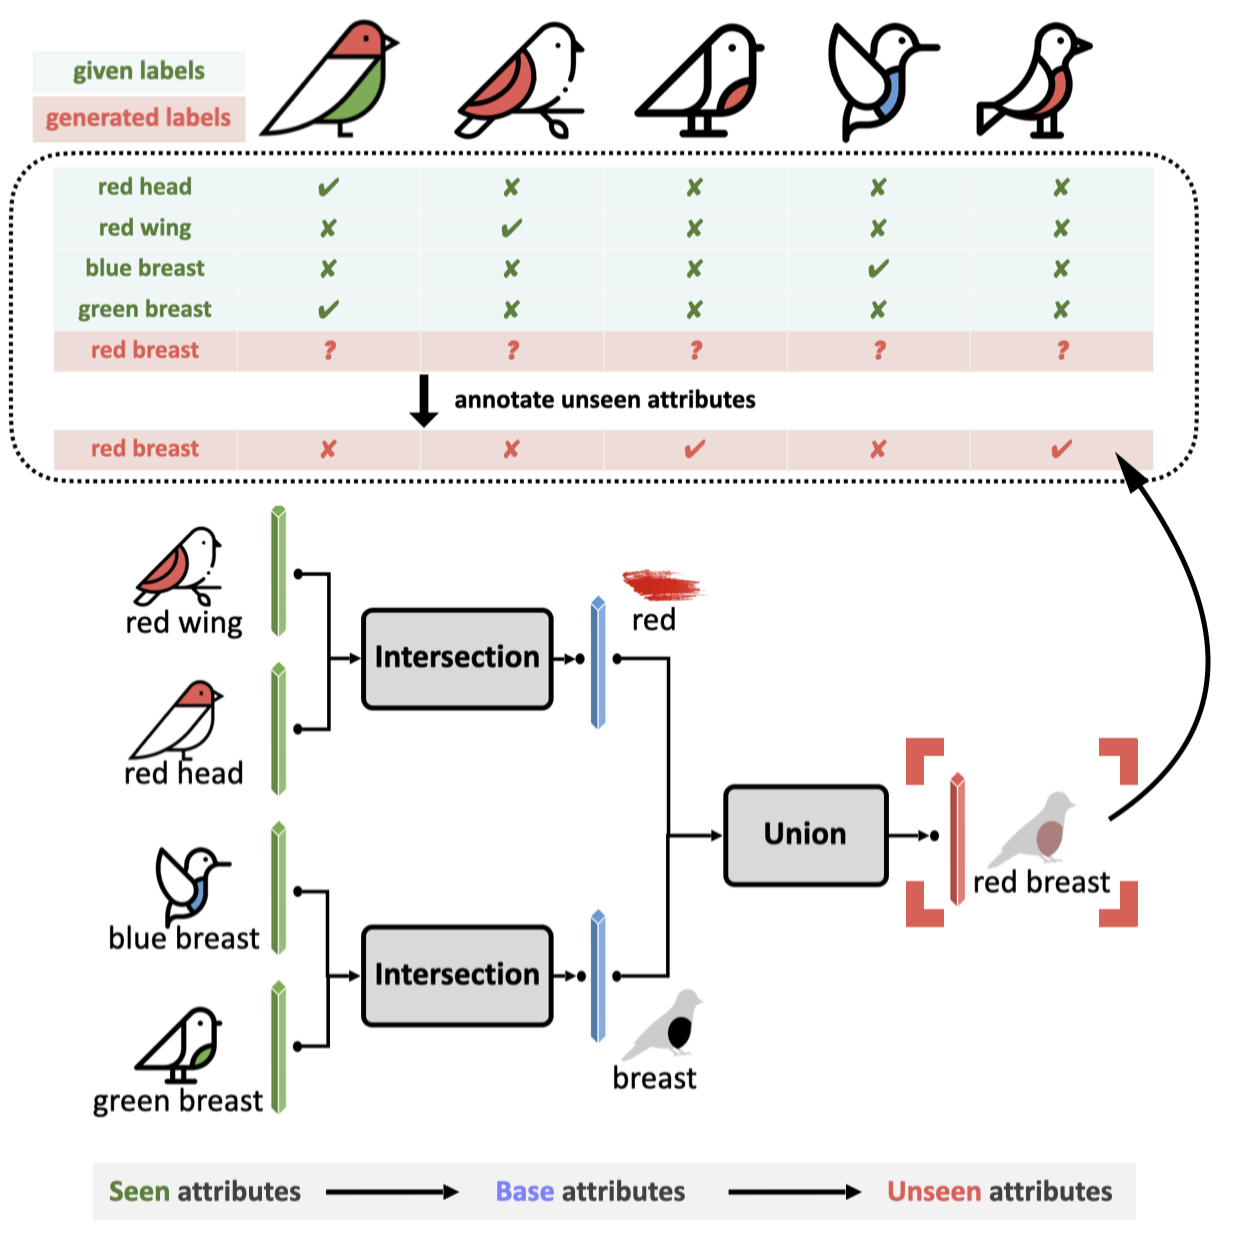 given labels
generated labels
red head ✔ ✘ ✘ ✘ ✘
red wing ✘ ✔ ✘ ✘ ✘
blue breast ✘ ✘ ✘ ✔ ✘
green breast ✔ ✘ ✘ ✘ ✘
red breast ? ? ? ? ?
annotate unseen attributes
red breast ✘ ✘ ✔ ✘ ✔
red wing
Intersection
red
red head
Union
red breast
blue breast
Intersection
green breast
breast
Seen attributes
Base attributes
Unseen attributes